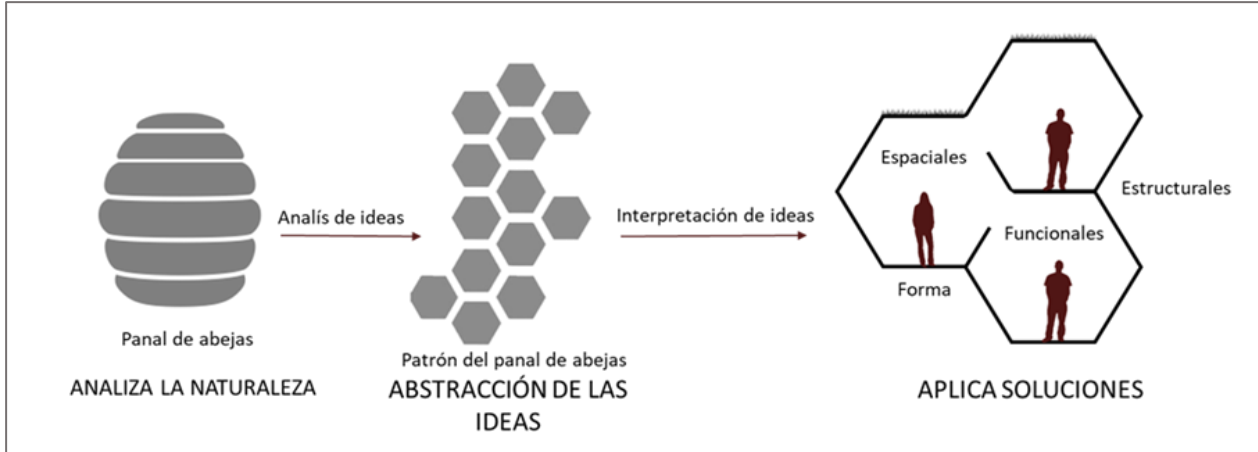 Panal de abejas
ANALIZA LA NATURALEZA
Analís de ideas
Patrón del panal de abejas
ABSTRACCIÓN DE LAS
IDEAS
Interpretación de ideas
Espaciales
Estructurales
Funcionales
Forma
APLICA SOLUCIONES